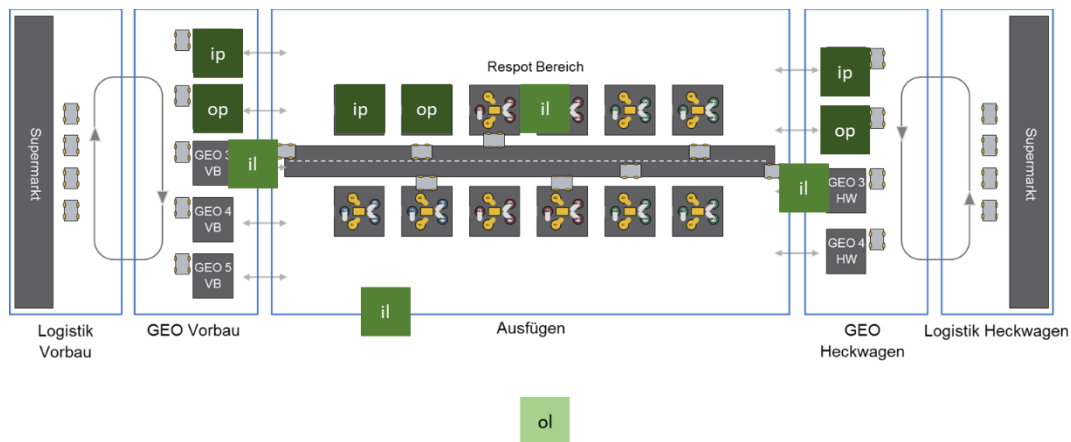 Supermarkt
ip
op
GEO 3
VB
il
GEO 4
VB
GEO 5
VB
Respot Bereich
ip
op
il
il
ip
op
il
GEO 3
HW
GEO 4
HW
Supermarkt
Logistik
Vorbau
GEO Vorbau
Ausfügen
GEO
Heckwagen
Logistik Heckwagen
ol